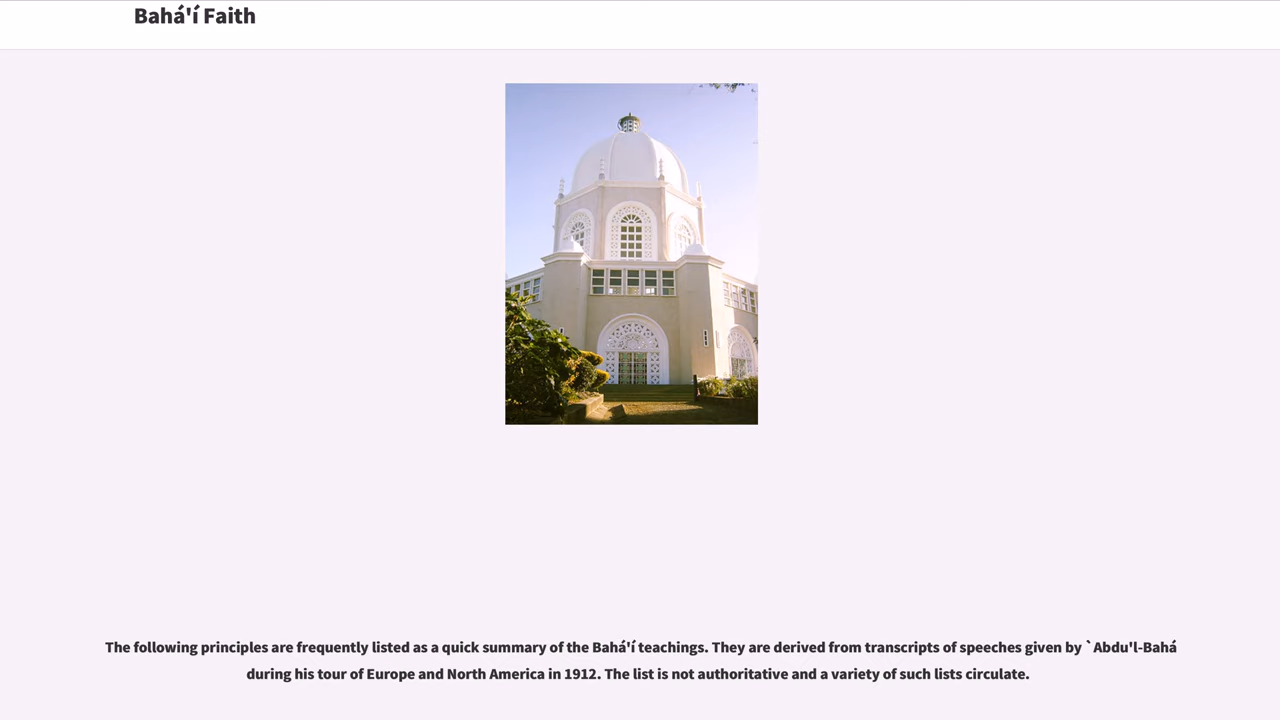 Bahá'í Faith
The following principles are frequently listed as a quick summary of the Bahá'í teachings. They are derived from transcripts of speeches given by `Abdu'l-Bahá
during his tour of Europe and North America in 1912. The list is not authoritative and a variety of such lists circulate.